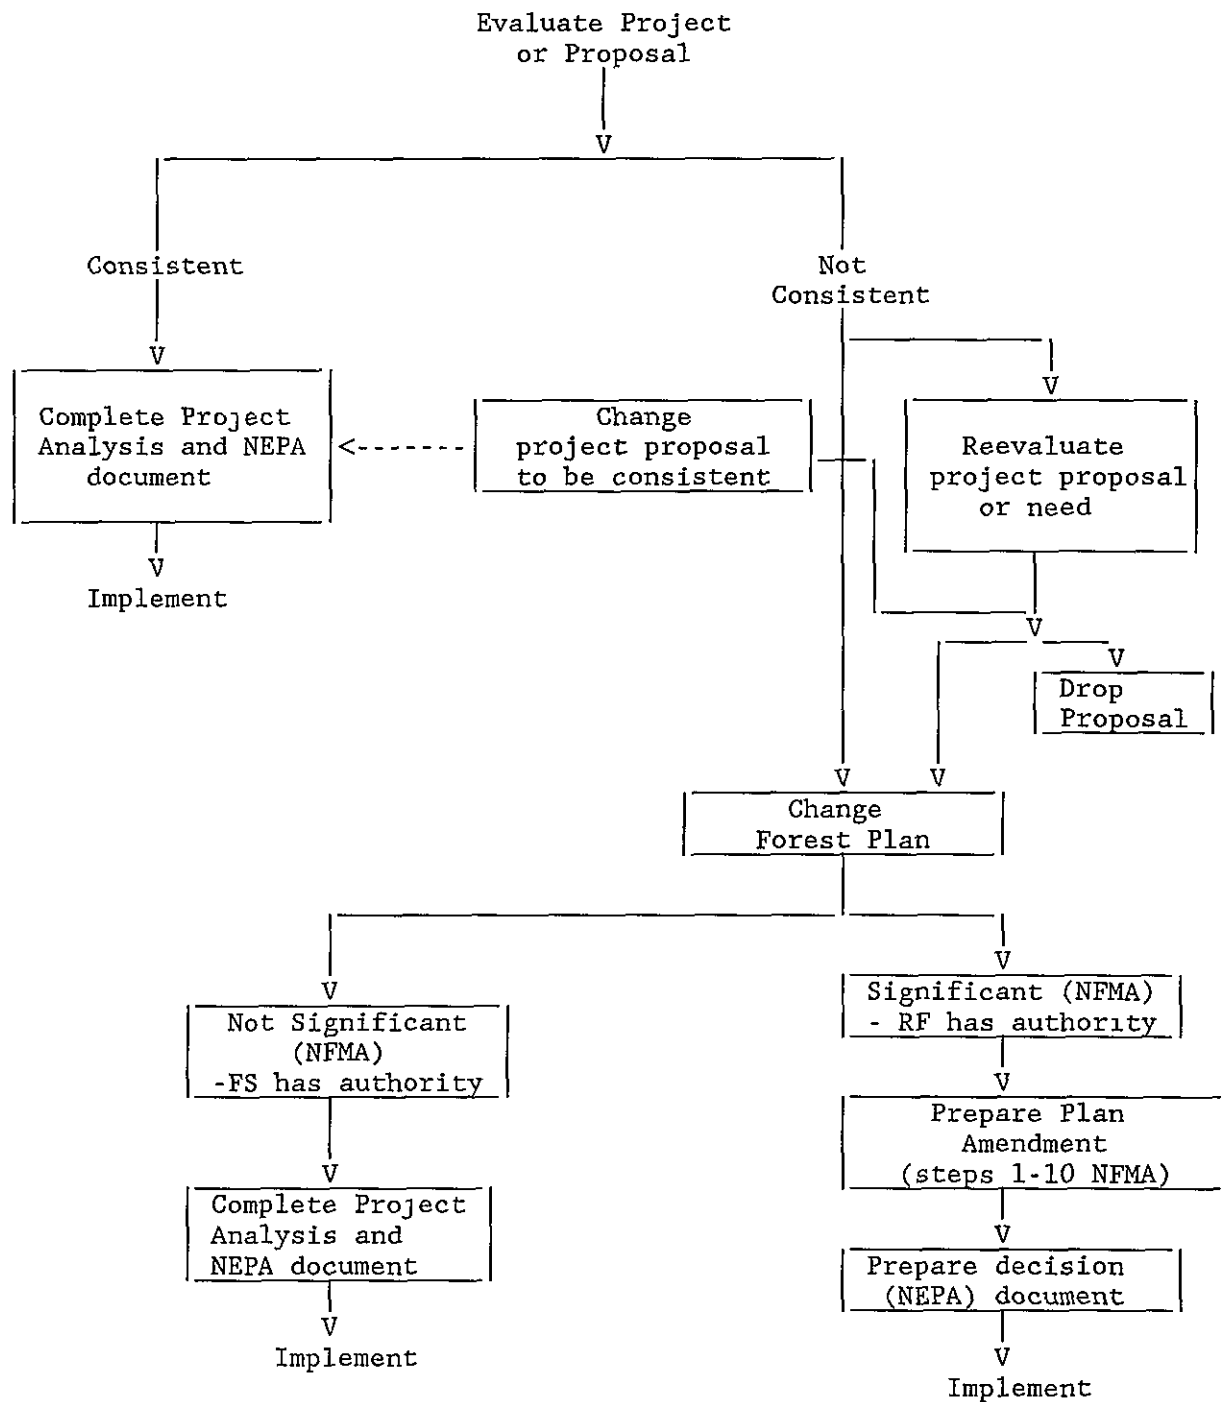 Evaluate Project
or Proposal
Consistent
Not
Consistent
Complete Project
Analysis and NEPA
document
Change
project proposal
to be consistent
Reevaluate
project proposal
or need
Implement
Drop
Proposal
Change
Forest Plan
Not Significant
(NFMA)
-FS has authority
Significant (NFMA)
- RF has authority
Prepare Plan
Amendment
(steps 1-10 NFMA)
Complete Project
Analysis and
NEPA document
Prepare decision
(NEPA) document
Implement
Implement